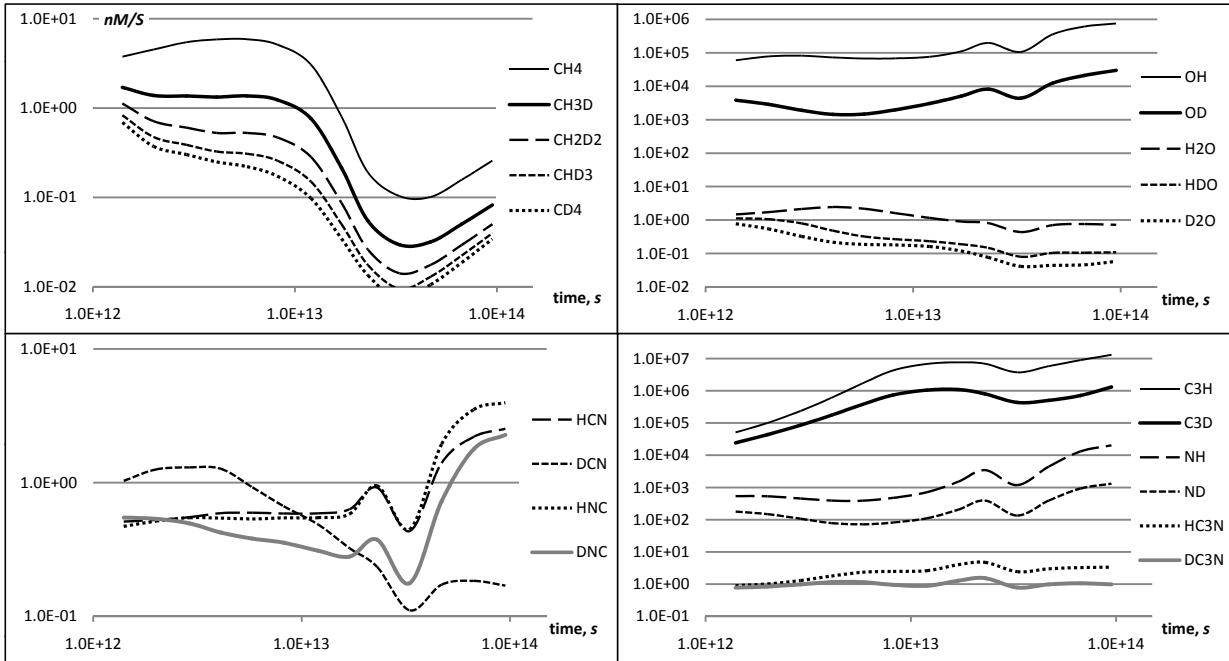 nM/S
1.0E+01
1.0E+00
1.0E-01
1.0E-02
1.0E+12
1.0E+13
1.0E+14
time, s
CH4
CH3D
CH2D2
CHD3
CD4
1.0E+06
1.0E+05
1.0E+04
1.0E+03
1.0E+02
1.0E+01
1.0E+00
1.0E-01
1.0E-02
1.0E+12
1.0E+13
1.0E+14
time, s
OH
OD
H2O
HDO
D2O
1.0E+01
1.0E+00
1.0E-01
1.0E+12
1.0E+13
1.0E+14
time, s
HCN
DCN
HNC
DNC
1.0E+07
1.0E+06
1.0E+05
1.0E+04
1.0E+03
1.0E+02
1.0E+01
1.0E+00
1.0E-01
1.0E+12
1.0E+13
1.0E+14
time, s
C3H
C3D
NH
ND
HC3N
DC3N